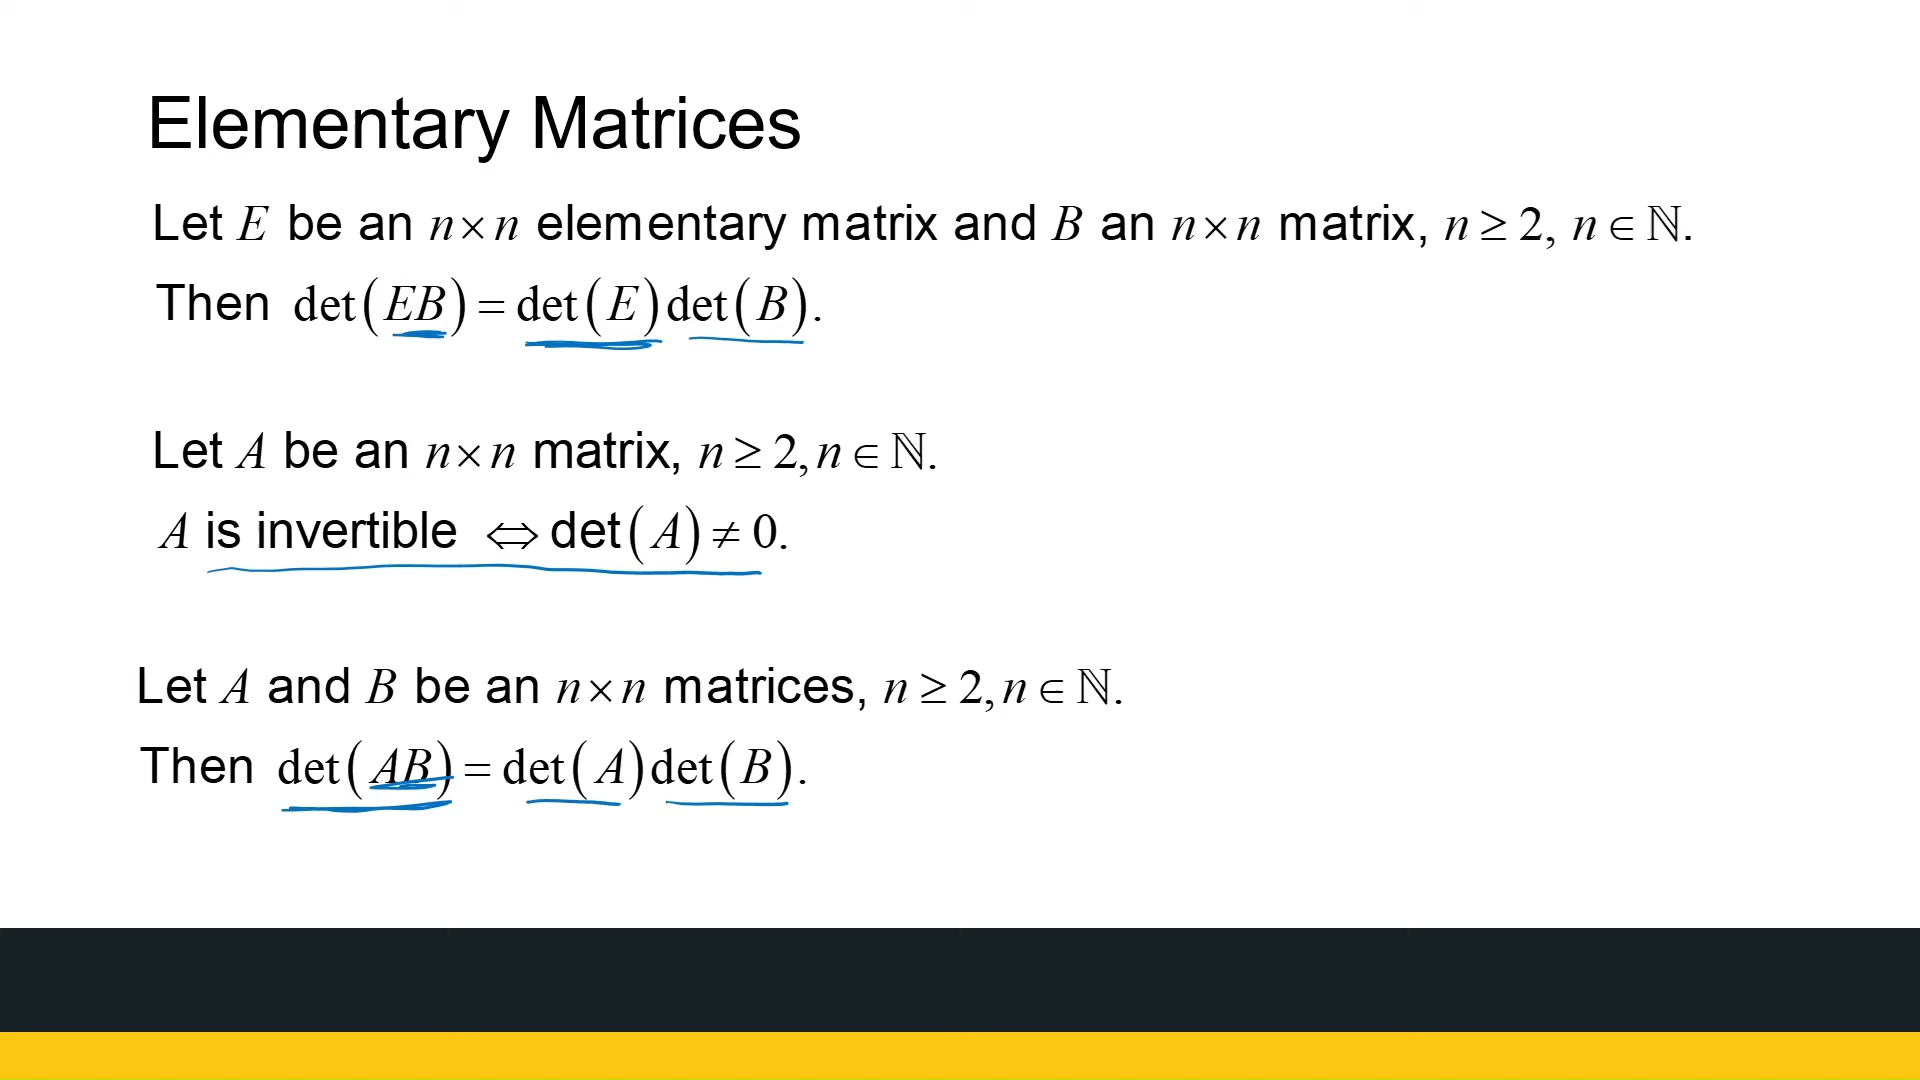 Elementary Matrices
Let E be an n×n elementary matrix and B an n×n matrix, n ≥ 2, n ∈ ℕ.
Then det(EB) = det(E)det(B).
Let A be an n×n matrix, n ≥ 2, n ∈ ℕ.
A is invertible ⇔ det(A) ≠ 0.
Let A and B be an n×n matrices, n ≥ 2, n ∈ ℕ.
Then det(AB) = det(A)det(B).